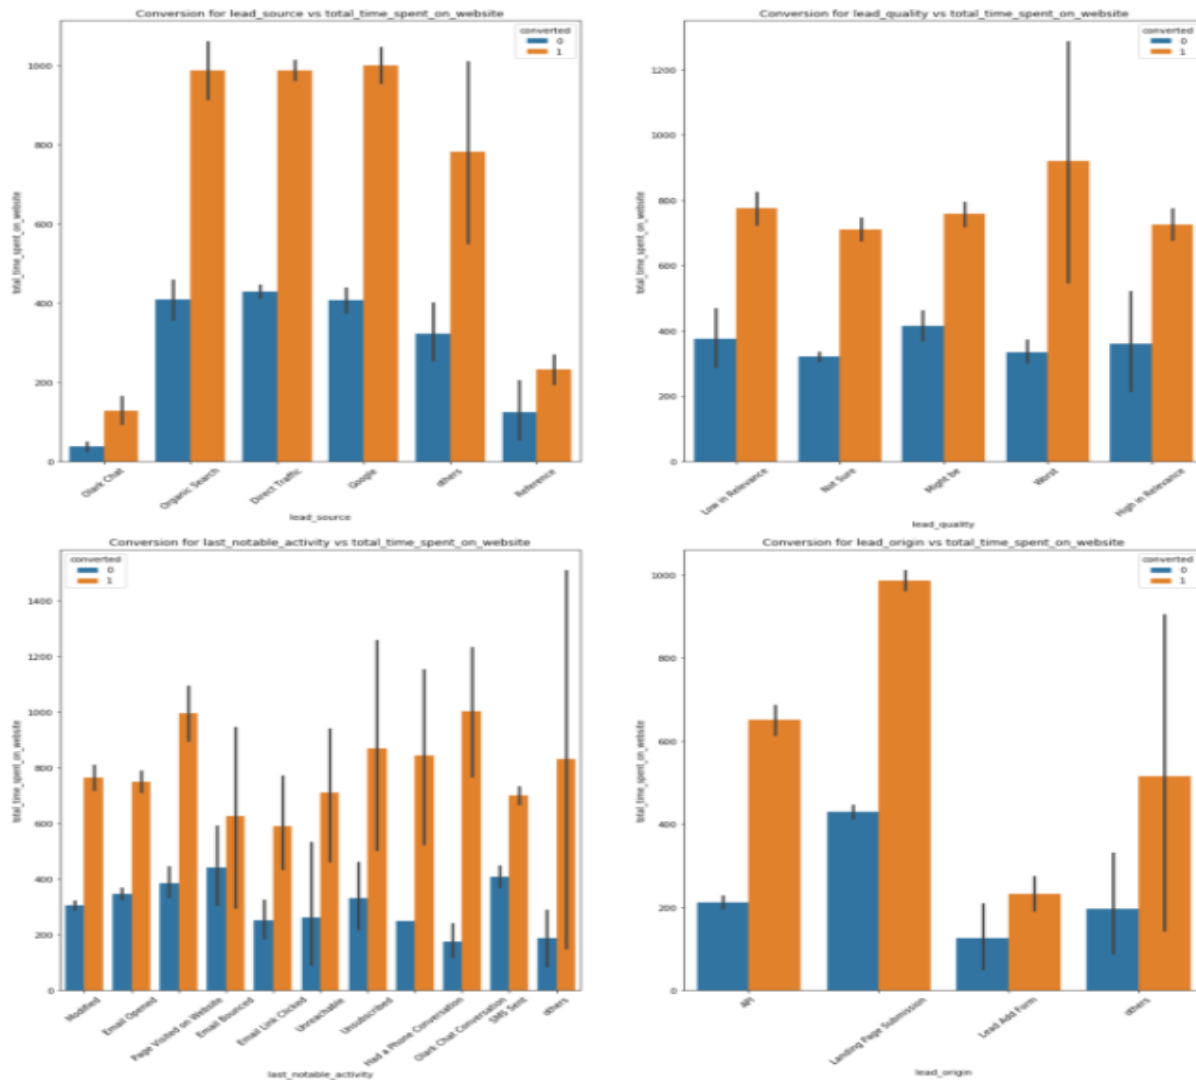 Conversion for lead_source vs total_time_spent_on_website
converted
0
1
1000
800
600
400
200
0
total_time_spent_on_website
Olark Chat
Organic Search
Direct Traffic
Google
others
Reference
lead_source
Conversion for lead_quality vs total_time_spent_on_website
converted
0
1
1200
1000
800
600
400
200
0
total_time_spent_on_website
Low in Relevance
Not Sure
Might be
Worst
High in Relevance
lead_quality
Conversion for last_notable_activity vs total_time_spent_on_website
converted
0
1
1400
1200
1000
800
600
400
200
0
total_time_spent_on_website
Modified
Email Opened
Page Visited on Website
Email Bounced
Email Link Clicked
Unreachable
Unsubscribed
Had a Phone Conversation
Olark Chat Conversation
SMS Sent
others
last_notable_activity
Conversion for lead_origin vs total_time_spent_on_website
converted
0
1
1000
800
600
400
200
0
total_time_spent_on_website
API
Landing Page Submission
Lead Add Form
others
lead_origin